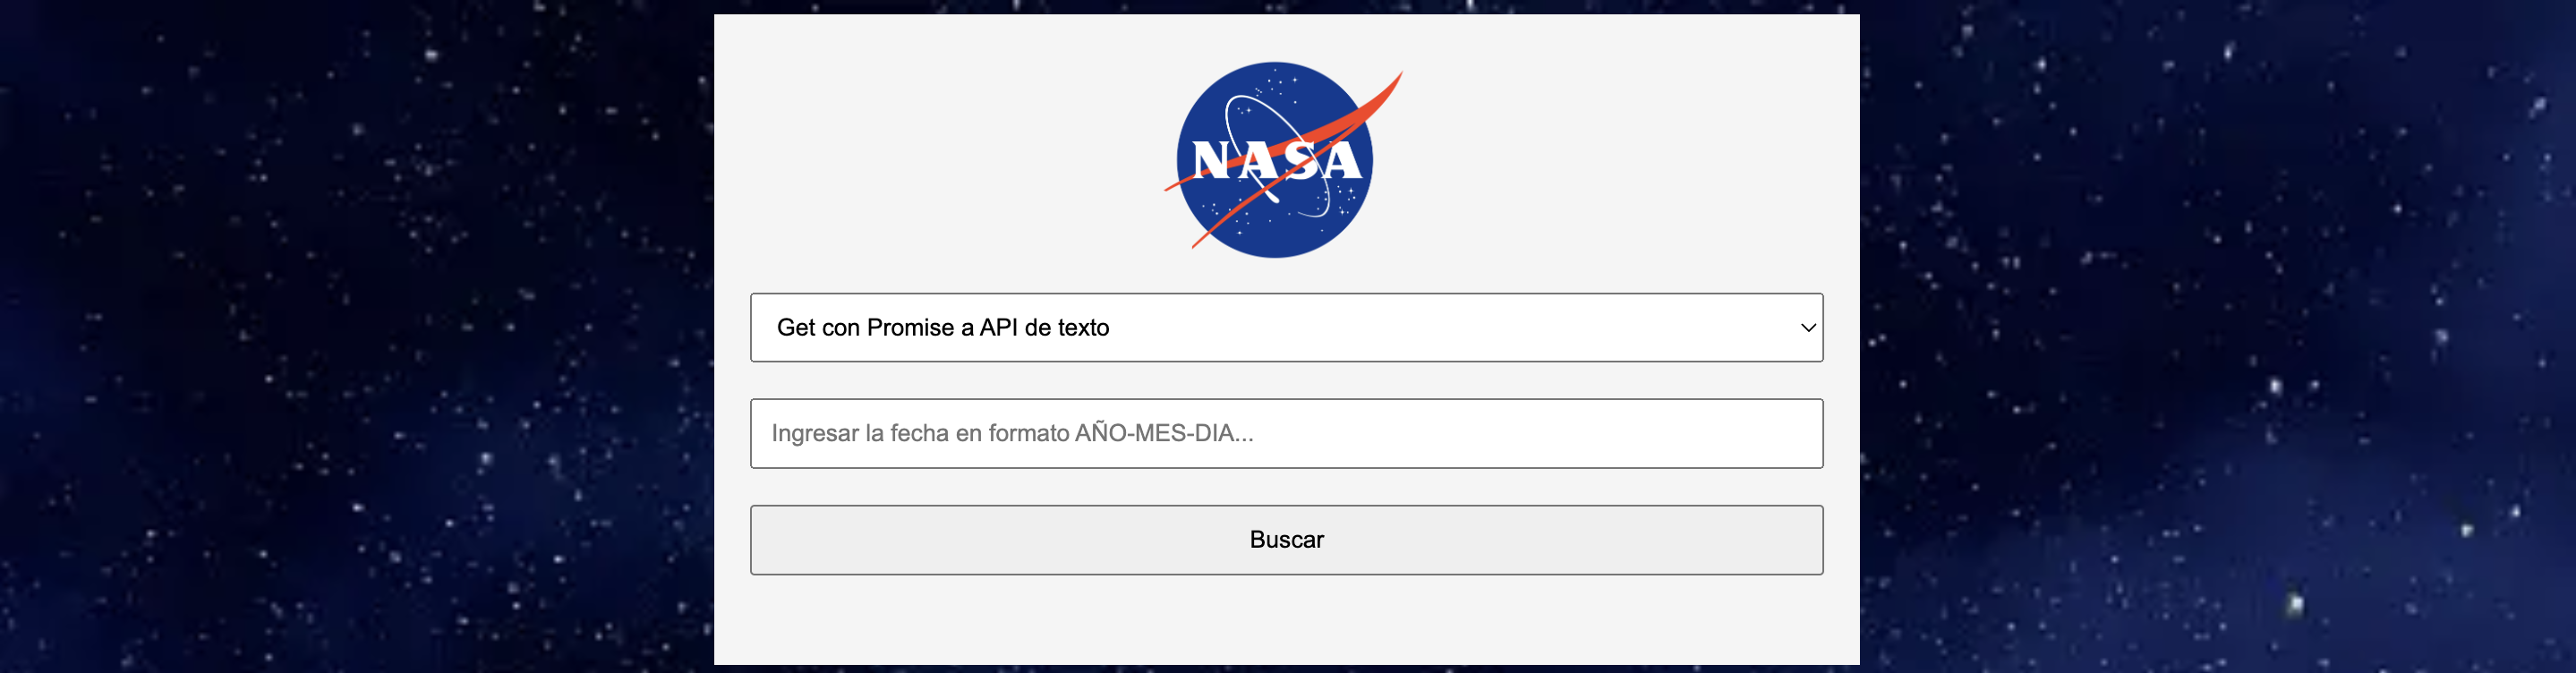 NASA
Get con Promise a API de texto
Ingresar la fecha en formato AÑO-MES-DIA...
Buscar